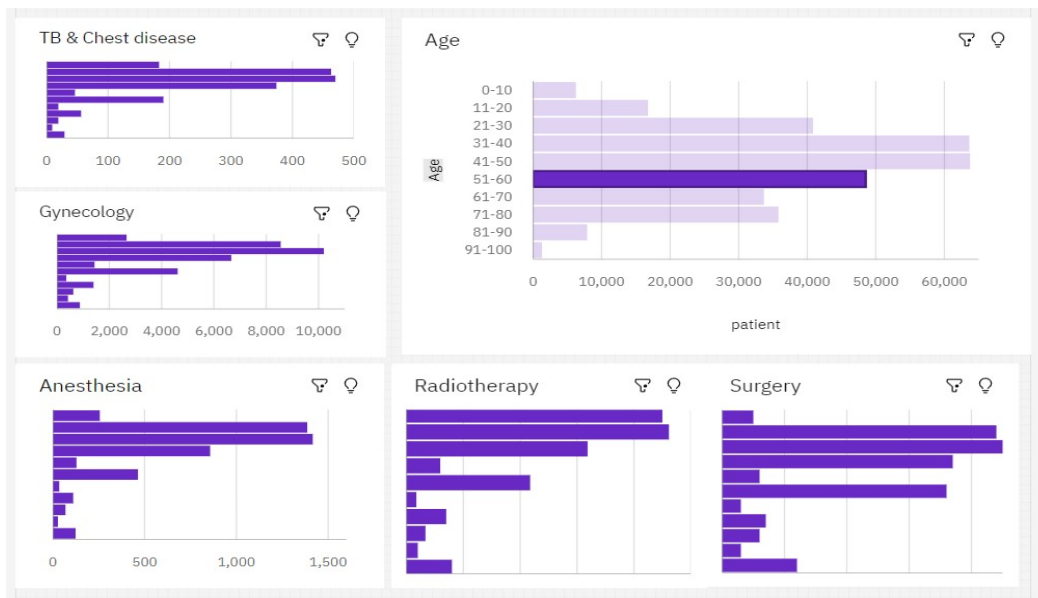 TB & Chest disease
0 100 200 300 400 500
Gynecology
0 2,000 4,000 6,000 8,000 10,000
Age
Age
0-10
11-20
21-30
31-40
41-50
51-60
61-70
71-80
81-90
91-100
0 10,000 20,000 30,000 40,000 50,000 60,000
patient
Anesthesia
0 500 1,000 1,500
Radiotherapy
Surgery